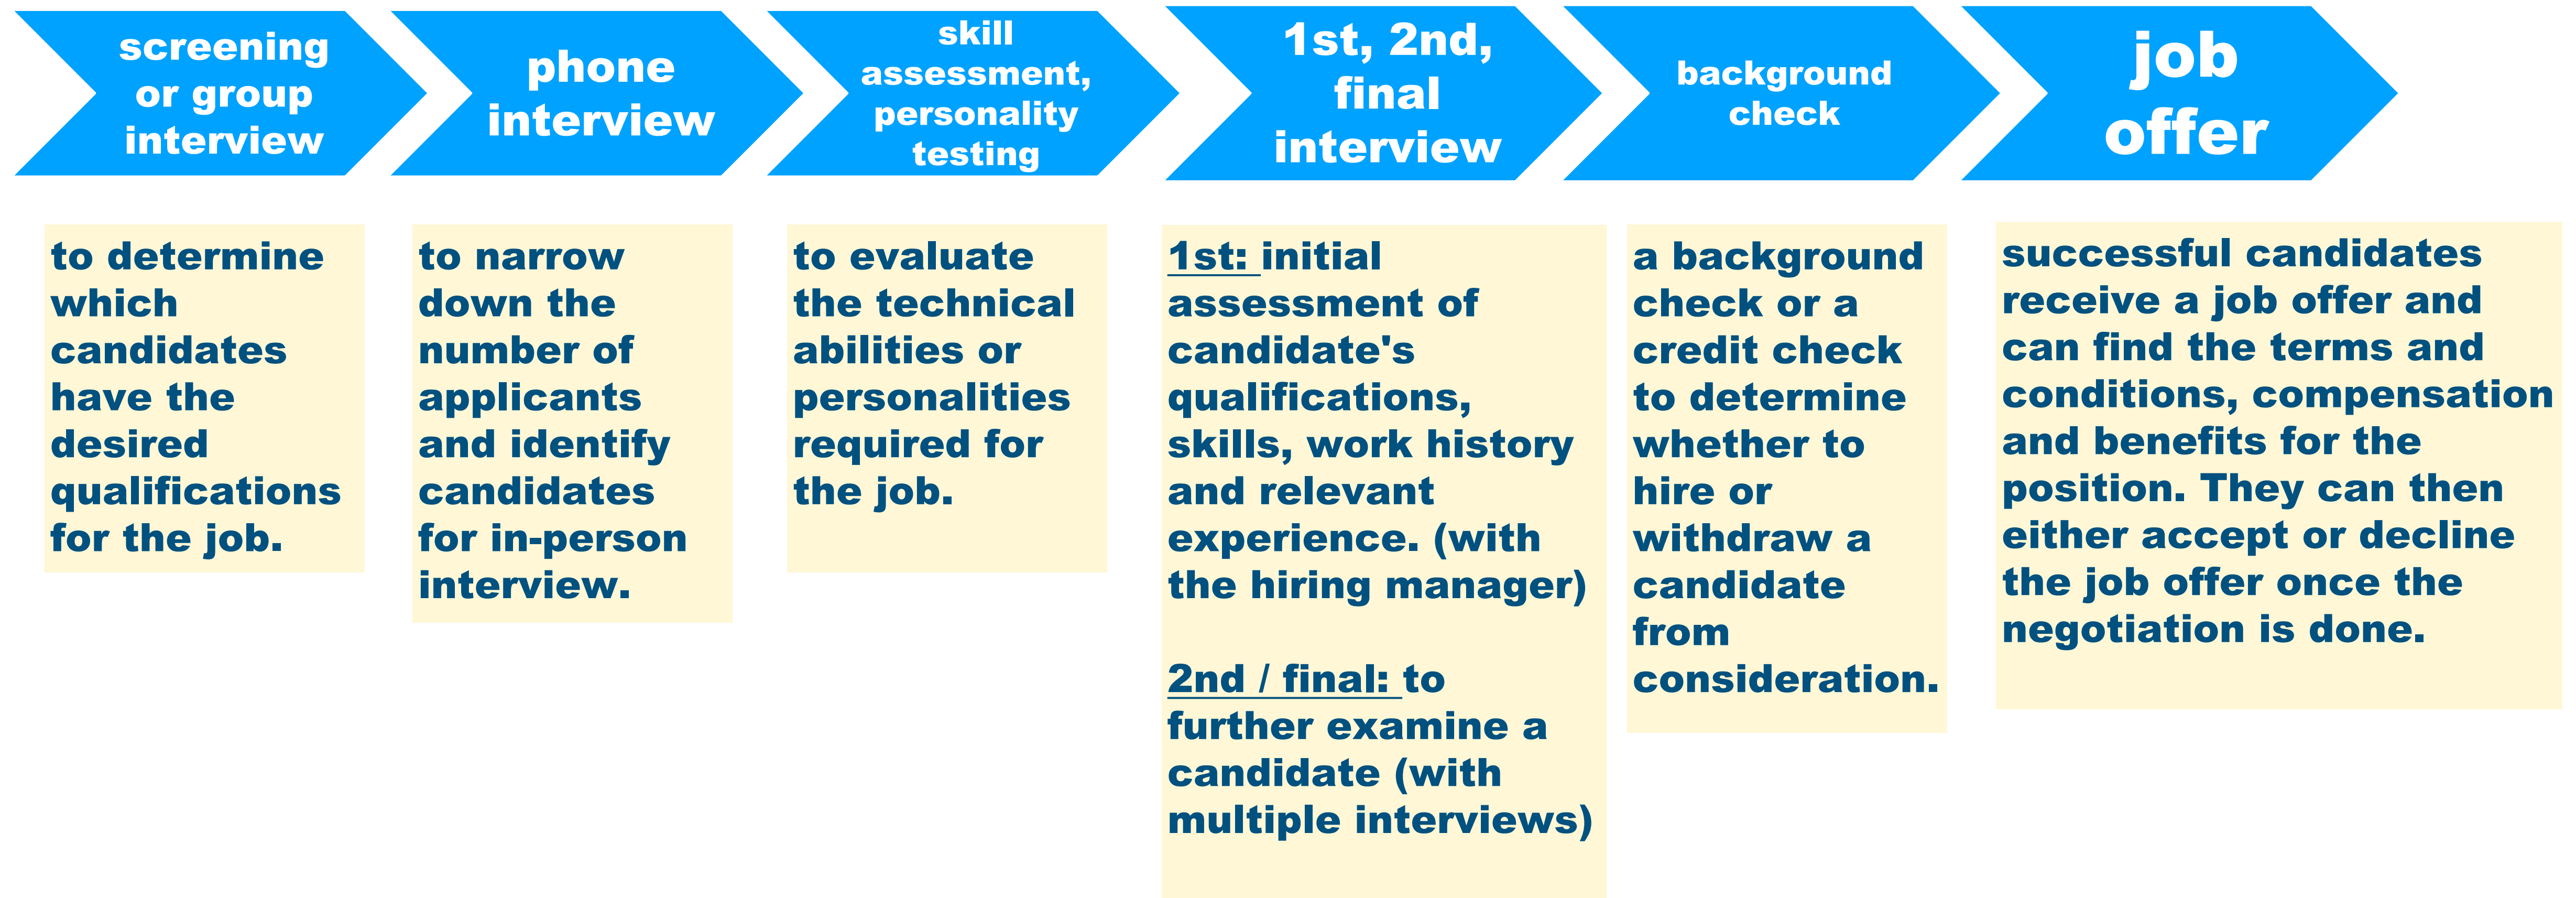 screening
or group
interview
phone
interview
skill
assessment,
personality
testing
1st, 2nd,
final
interview
background
check
job
offer
to determine
which
candidates
have the
desired
qualifications
for the job.
to narrow
down the
number of
applicants
and identify
candidates
for in-person
interview.
to evaluate
the technical
abilities or
personalities
required for
the job.
1st: initial
assessment of
candidate's
qualifications,
skills, work history
and relevant
experience. (with
the hiring manager)
2nd / final: to
further examine a
candidate (with
multiple interviews)
a background
check or a
credit check
to determine
whether to
hire or
withdraw a
candidate
from
consideration.
successful candidates
receive a job offer and
can find the terms and
conditions, compensation
and benefits for the
position. They can then
either accept or decline
the job offer once the
negotiation is done.